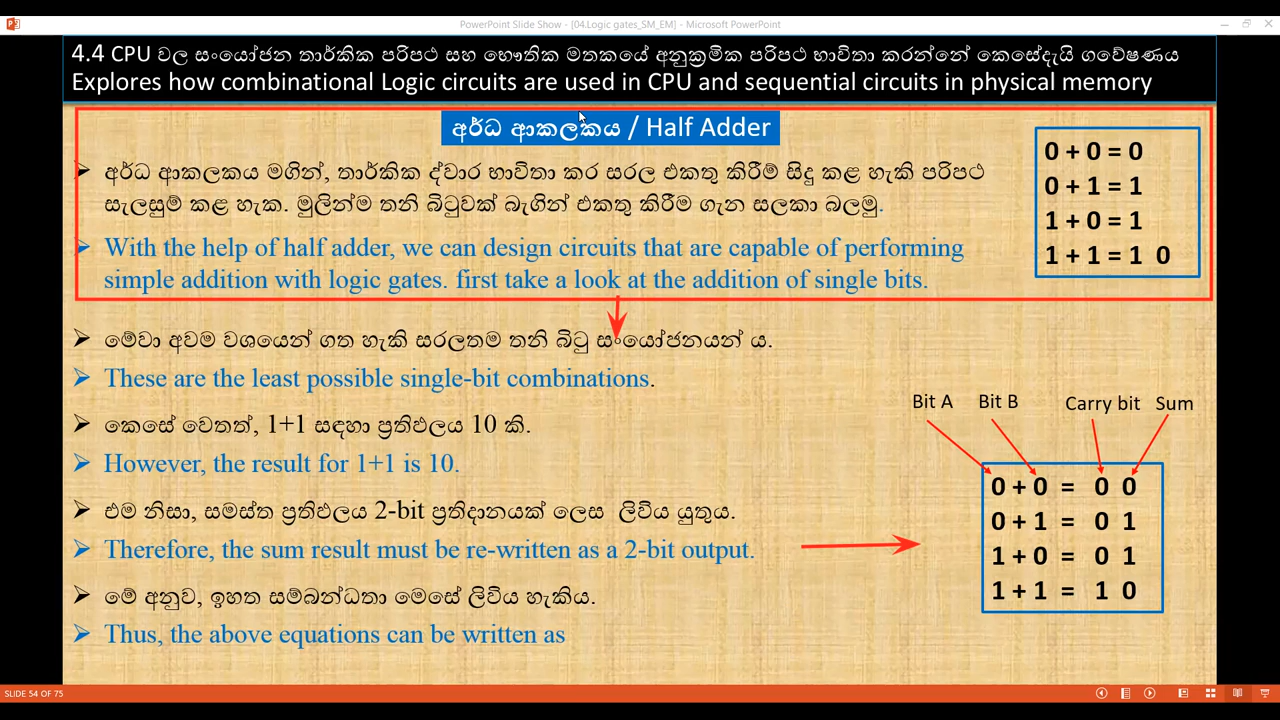 PowerPoint Slide Show - [04.Logic gates_SM_EM] - Microsoft PowerPoint
4.4 CPU වල සංයෝජන තාර්කික පරිපථ සහ භෞතික මතකයේ අනුක්‍රමික පරිපථ භාවිතා කරන්නේ කෙසේදැයි ගවේෂණය
Explores how combinational Logic circuits are used in CPU and sequential circuits in physical memory
අර්ධ ආකලකය / Half Adder
➢ අර්ධ ආකලකය මගින්, තාර්කික ද්වාර භාවිතා කර සරල එකතු කිරීම් සිදු කළ හැකි පරිපථ
සැලසුම් කළ හැක. මුලින්ම තනි බිටුවක් බැගින් එකතු කිරීම ගැන සලකා බලමු.
➢ With the help of half adder, we can design circuits that are capable of performing
simple addition with logic gates. first take a look at the addition of single bits.
0 + 0 = 0
0 + 1 = 1
1 + 0 = 1
1 + 1 = 1 0
➢ මේවා අවම වශයෙන් ගත හැකි සරලතම තනි බිටු සංයෝජනයන් ය.
➢ These are the least possible single-bit combinations.
➢ කෙසේ වෙතත්, 1+1 සඳහා ප්‍රතිඵලය 10 කි.
➢ However, the result for 1+1 is 10.
➢ එම නිසා, සමස්ත ප්‍රතිඵලය 2-bit ප්‍රතිදානයක් ලෙස ලිවිය යුතුය.
➢ Therefore, the sum result must be re-written as a 2-bit output.
➢ මේ අනුව, ඉහත සම්බන්ධතා මෙසේ ලිවිය හැකිය.
➢ Thus, the above equations can be written as
Bit A Bit B Carry bit Sum
0 + 0 = 0 0
0 + 1 = 0 1
1 + 0 = 0 1
1 + 1 = 1 0
SLIDE 54 OF 75